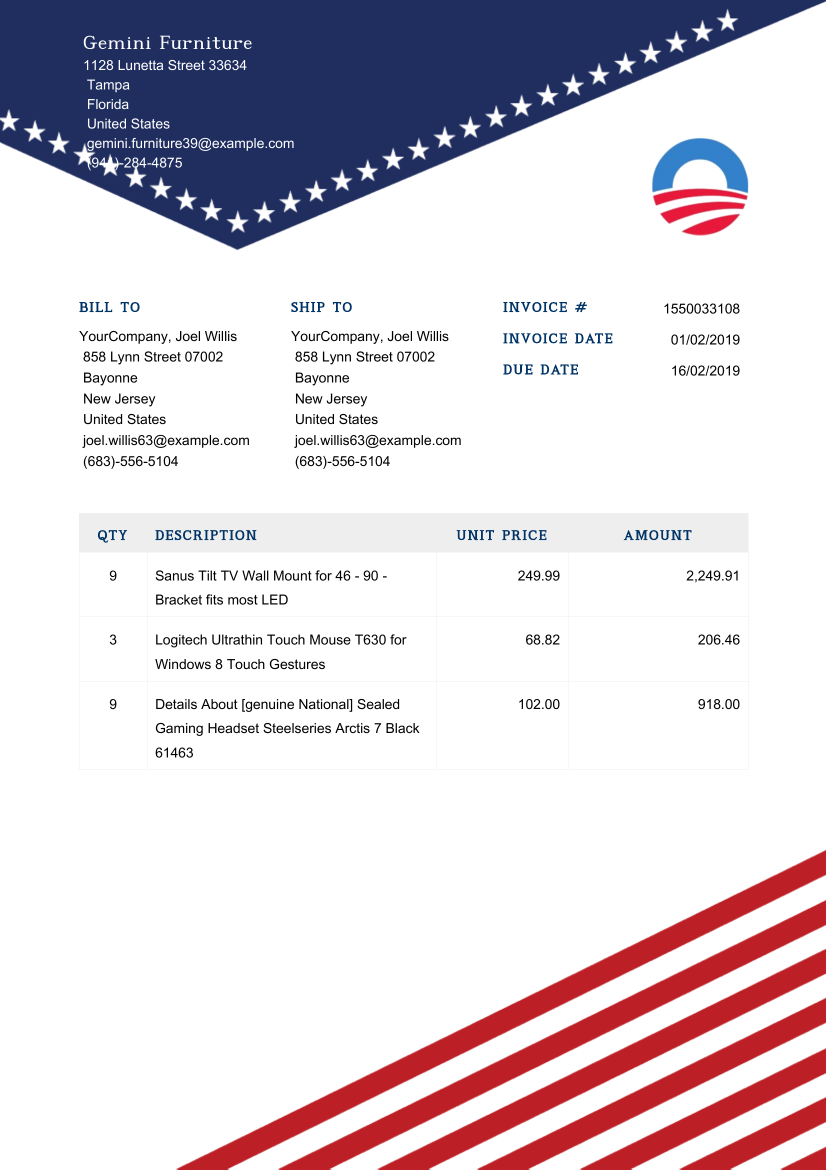 Gemini Furniture
1128 Lunetta Street 33634
Tampa
Florida
United States
gemini.furniture39@example.com
-284-4875
BILL TO
YourCompany, Joel Willis
858 Lynn Street 07002
Bayonne
New Jersey
United States
joel.willis63@example.com
(683)-556-5104
SHIP TO
YourCompany, Joel Willis
858 Lynn Street 07002
Bayonne
New Jersey
United States
joel.willis63@example.com
(683)-556-5104
INVOICE # 1550033108
INVOICE DATE 01/02/2019
DUE DATE 16/02/2019
QTY DESCRIPTION UNIT PRICE AMOUNT
9 Sanus Tilt TV Wall Mount for 46 - 90 - 249.99 2,249.91
Bracket fits most LED
3 Logitech Ultrathin Touch Mouse T630 for 68.82 206.46
Windows 8 Touch Gestures
9 Details About [genuine National] Sealed 102.00 918.00
Gaming Headset Steelseries Arctis 7 Black
61463